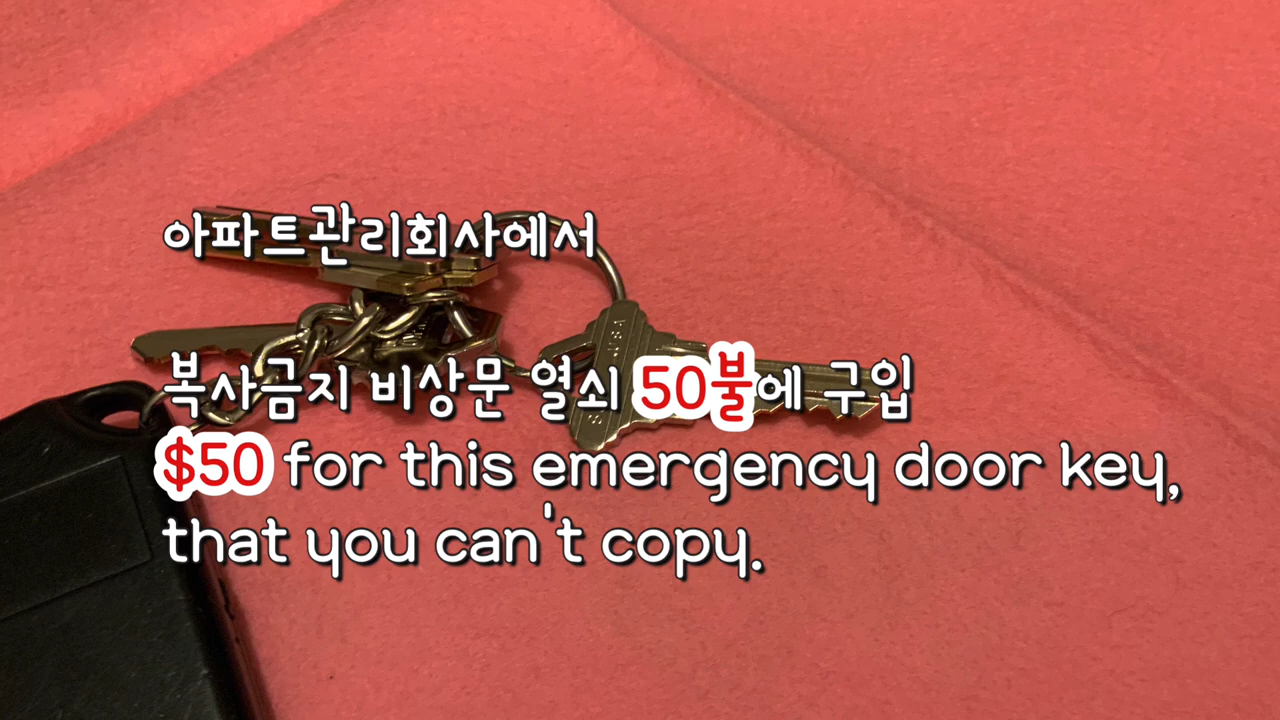 아파트관리회사에서
복사금지 비상문 열쇠 50불에 구입
$50 for this emergency door key,
that you can't copy.
USA